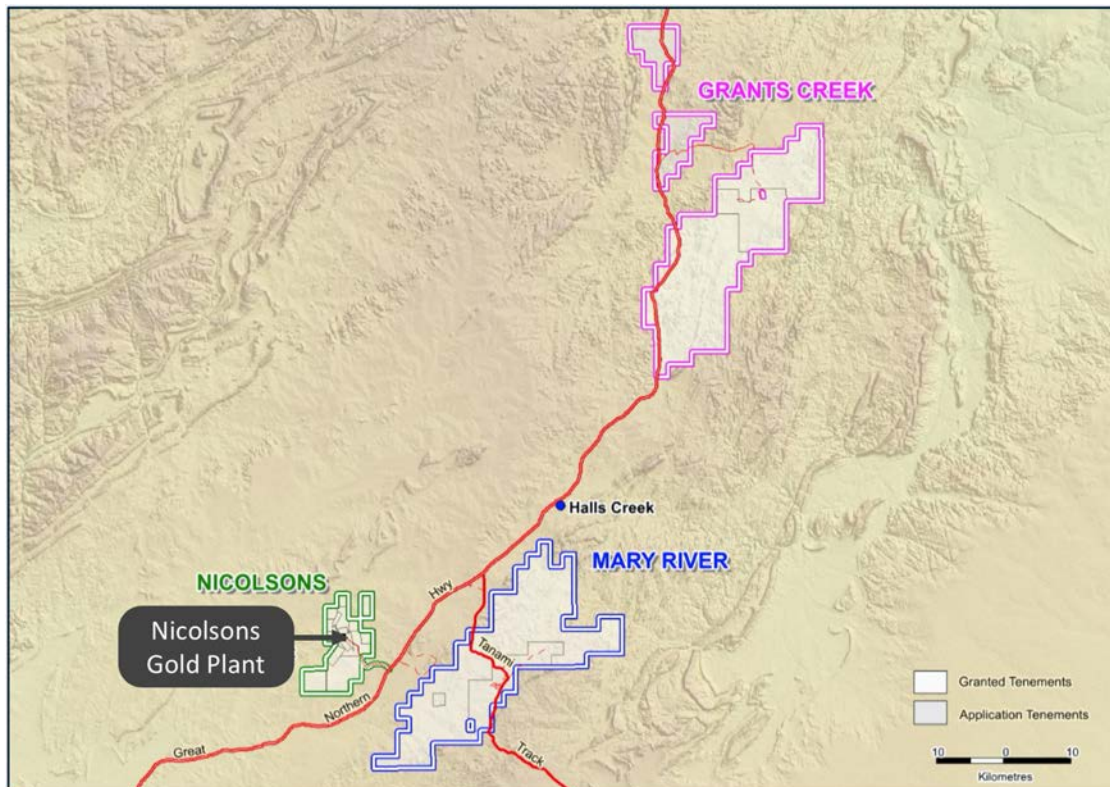 GRANTS CREEK
Halls Creek
MARY RIVER
NICOLSONS
Hwy
Nicolsons
Gold Plant
Tanami
Northern
Great
Track
Granted Tenements
Application Tenements
10 0 10
Kilometres